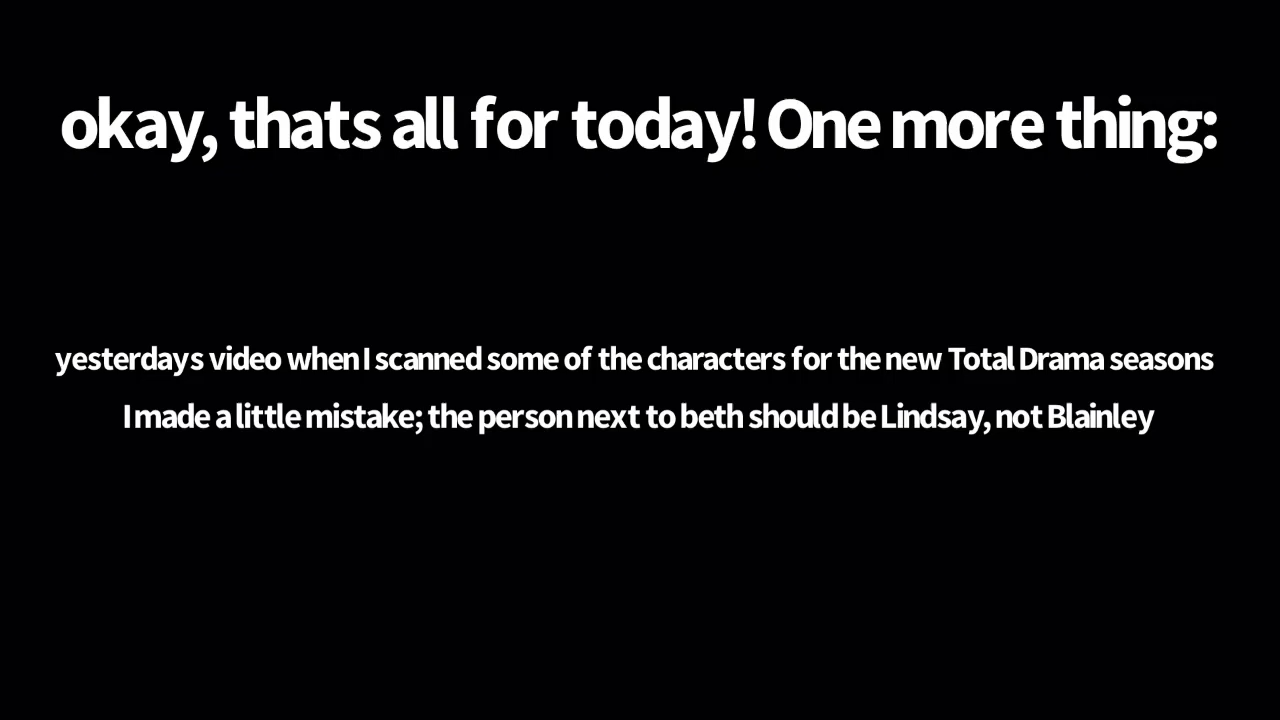 okay, thats all for today! One more thing:
yesterdays video when I scanned some of the characters for the new Total Drama seasons
I made a little mistake; the person next to beth should be Lindsay, not Blainley